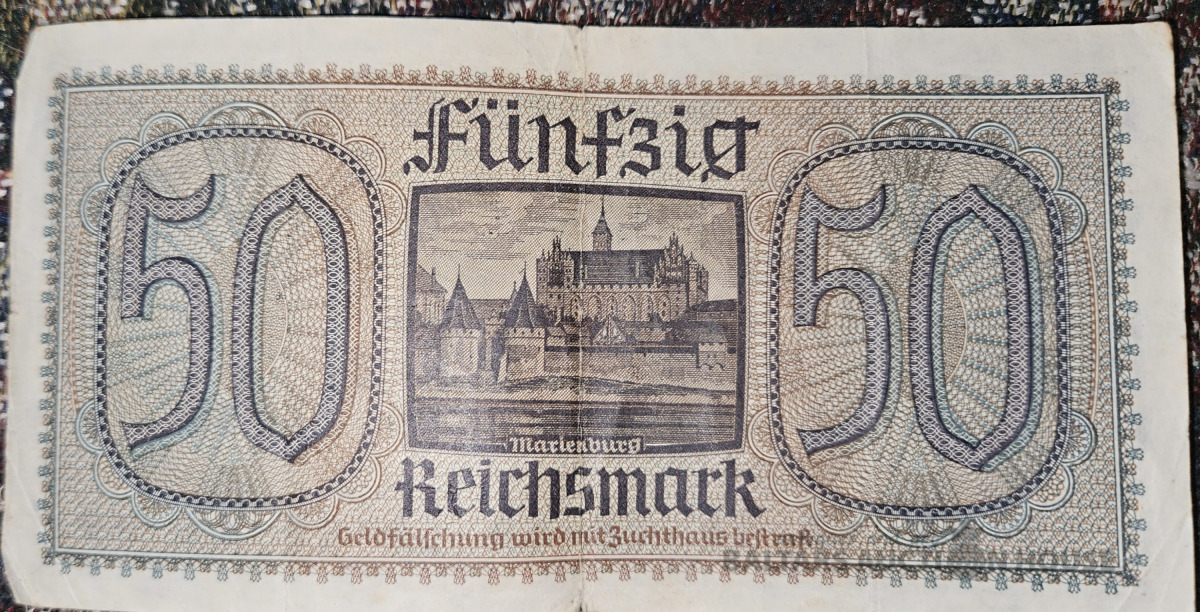 Fünfzig
50
50
Marienburg
Reichsmark
Geldfälschung wird mit Zuchthaus bestraft